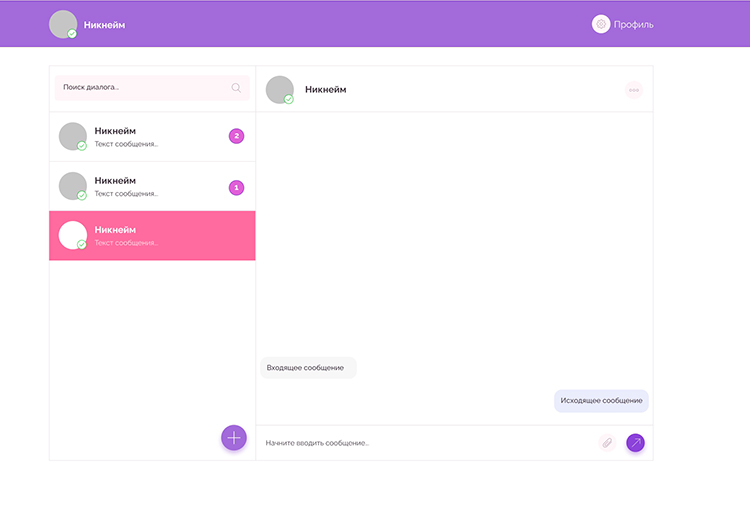 Никнейм
Профиль
Поиск диалога...
Никнейм
Текст сообщения...
2
Никнейм
Текст сообщения...
1
Никнейм
Текст сообщения...
Никнейм
Входящее сообщение
Исходящее сообщение
Начните вводить сообщение...